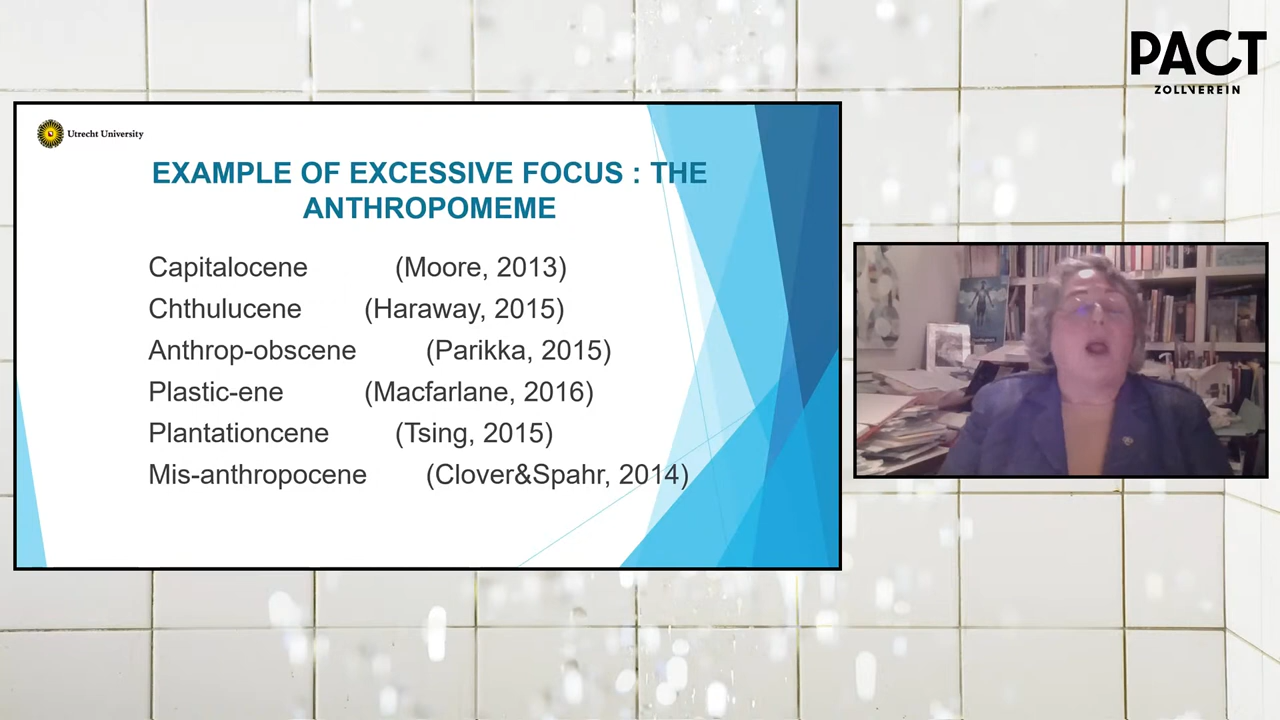 PACT
ZOLLVEREIN
Utrecht University
EXAMPLE OF EXCESSIVE FOCUS : THE
ANTHROPOMEME
Capitalocene (Moore, 2013)
Chthulucene (Haraway, 2015)
Anthrop-obscene (Parikka, 2015)
Plastic-ene (Macfarlane, 2016)
Plantationcene (Tsing, 2015)
Mis-anthropocene (Clover&Spahr, 2014)